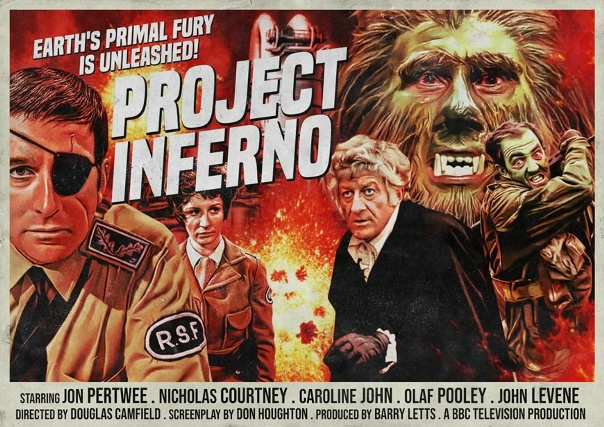 EARTH'S PRIMAL FURY
IS UNLEASHED!
PROJECT
INFERNO
R.S.F
STARRING JON PERTWEE . NICHOLAS COURTNEY . CAROLINE JOHN . OLAF POOLEY . JOHN LEVENE
DIRECTED BY DOUGLAS CAMFIELD . SCREENPLAY BY DON HOUGHTON . PRODUCED BY BARRY LETTS . A BBC TELEVISION PRODUCTION